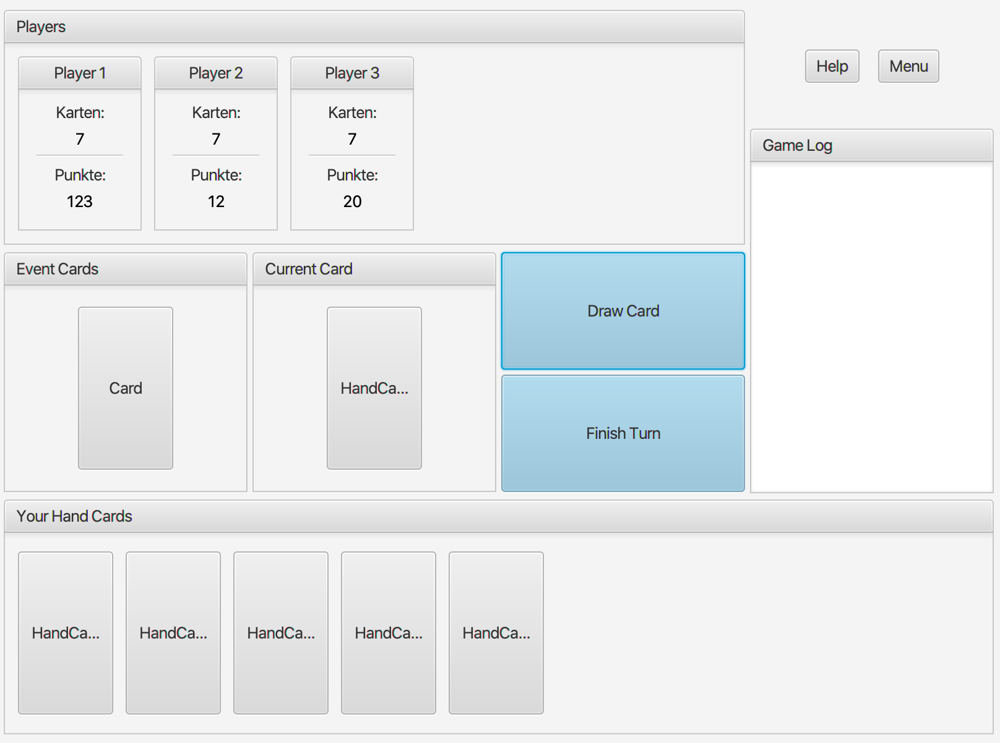 Players
Help
Menu
Player 1
Player 2
Player 3
Karten:
7
Punkte:
123
Karten:
7
Punkte:
12
Karten:
7
Punkte:
20
Game Log
Event Cards
Card
Current Card
HandCa...
Draw Card
Finish Turn
Your Hand Cards
HandCa...
HandCa...
HandCa...
HandCa...
HandCa...